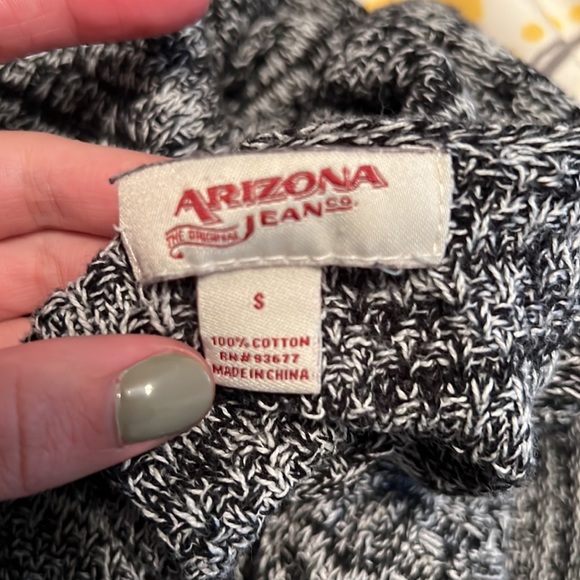 ARIZONA
THE ORIGINAL JEAN CO.
S
100% COTTON
RN# 93677
MADE IN CHINA